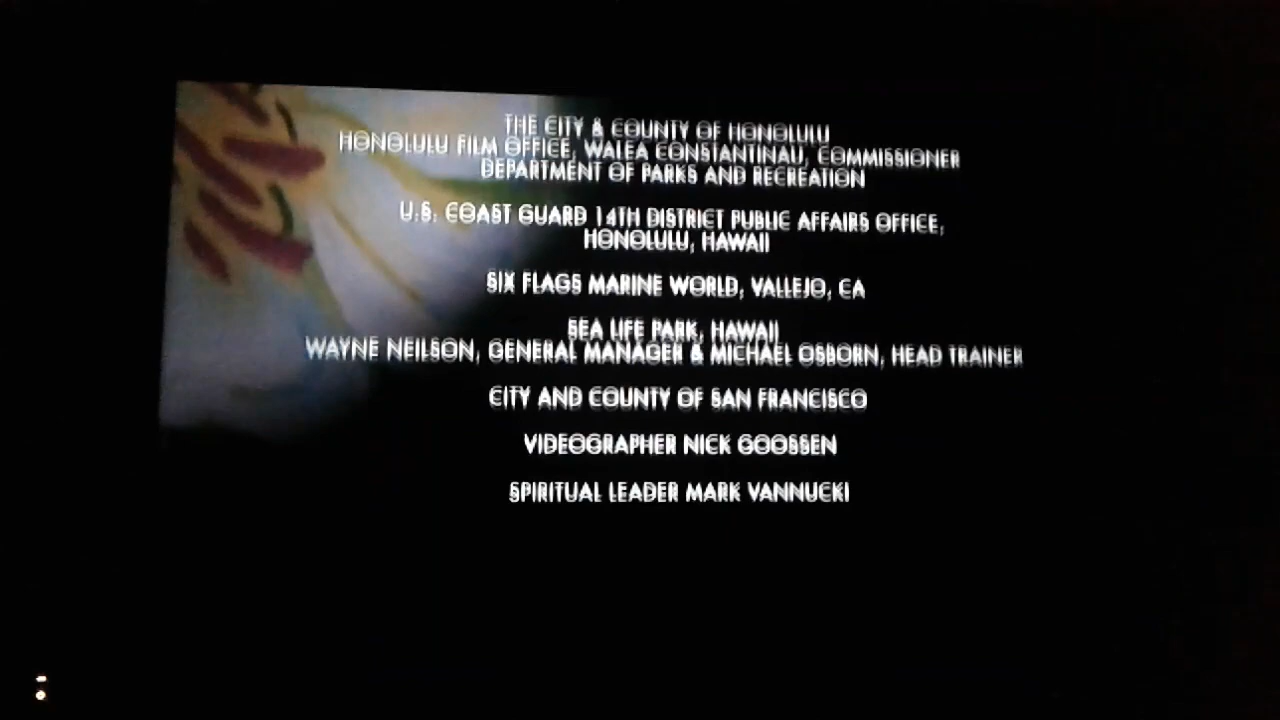 THE CITY & COUNTY OF HONOLULU
HONOLULU FILM OFFICE, WALEA CONSTANTINAU, COMMISSIONER
DEPARTMENT OF PARKS AND RECREATION
U.S. COAST GUARD 14TH DISTRICT PUBLIC AFFAIRS OFFICE,
HONOLULU, HAWAII
SIX FLAGS MARINE WORLD, VALLEJO, CA
SEA LIFE PARK, HAWAII
WAYNE NEILSON, GENERAL MANAGER & MICHAEL OSBORN, HEAD TRAINER
CITY AND COUNTY OF SAN FRANCISCO
VIDEOGRAPHER NICK GOOSSEN
SPIRITUAL LEADER MARK VANNUCKI